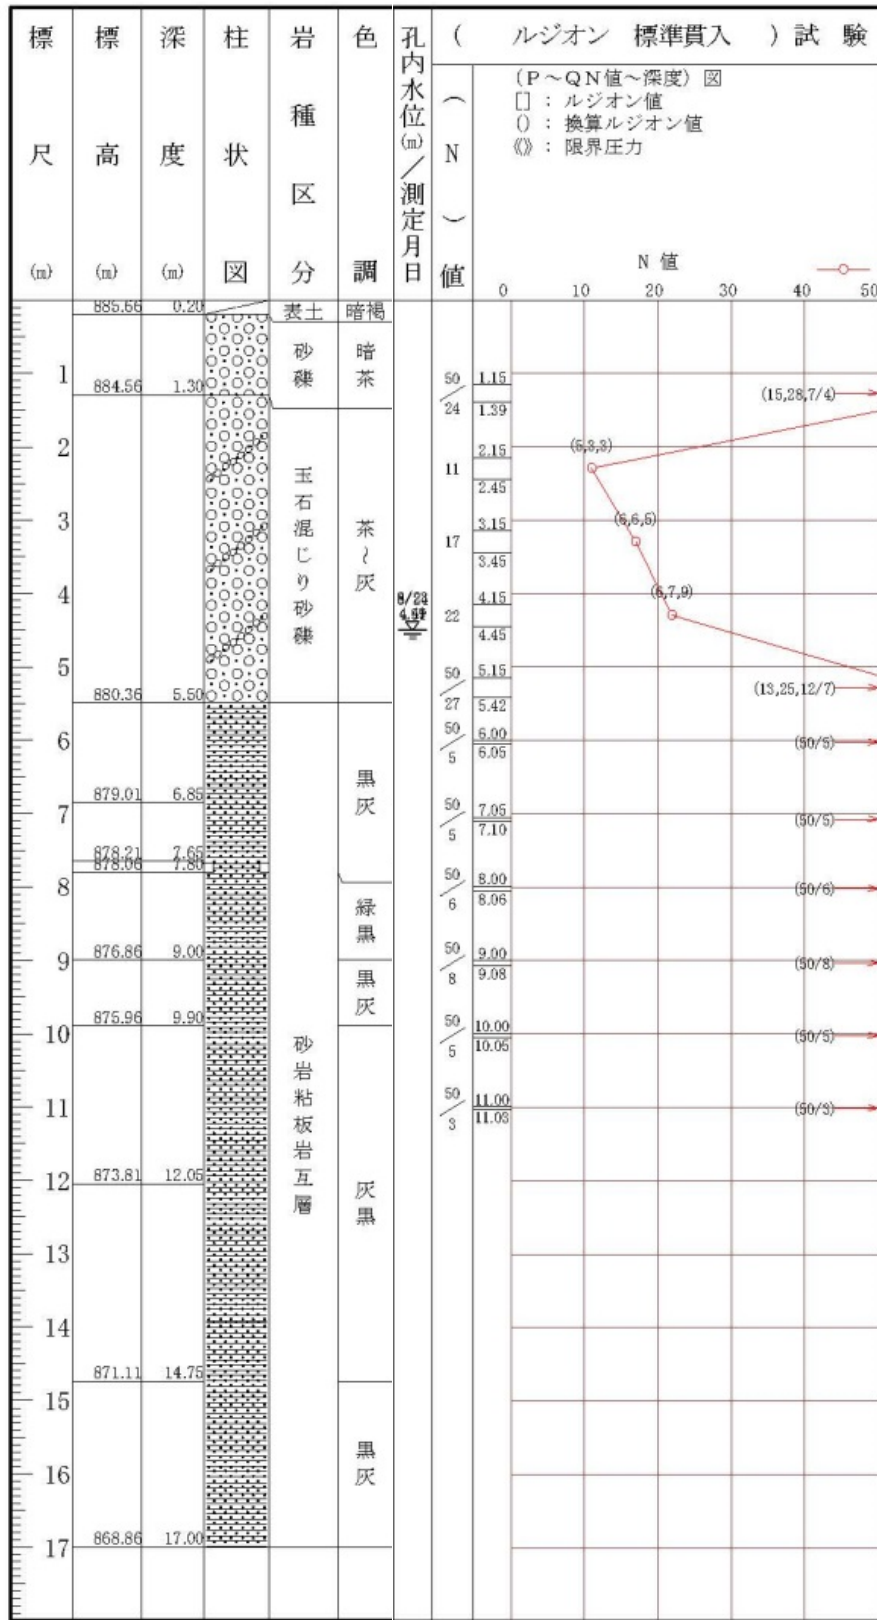 標尺(m)
標高(m)
深度(m)
柱状図
岩種区分
色調
孔内水位(m)/測定月日
(ルジオン 標準貫入)試験
(N)値
(P~QN値~深度)図
[] : ルジオン値
() : 換算ルジオン値
《》 : 限界圧力
N 値
0 10 20 30 40 50
885.66 0.20 表土 暗褐
砂礫 暗茶
1
50/24 1.15 1.39 (15,28,7/4)
884.56 1.30
2
11 2.15 2.45 (5,3,3)
玉石混じり砂礫
茶~灰
3
17 3.15 3.45 (6,6,5)
4
8/23
22 4.15 4.45 (6,7,9)
5
50/27 5.15 5.42 (13,25,12/7)
880.36 5.50
6
50/5 6.00 6.05 (50/5)
黒灰
879.01 6.85
7
50/5 7.05 7.10 (50/5)
878.21 7.65
878.06 7.80
8
50/6 8.00 8.06 (50/6)
緑黒
876.86 9.00
9
50/8 9.00 9.08 (50/8)
黒灰
875.96 9.90
10
50/5 10.00 10.05 (50/5)
砂岩粘板岩互層
11
50/3 11.00 11.03 (50/3)
873.81 12.05
12
灰黒
13
14
871.11 14.75
15
黒灰
16
868.86 17.00
17